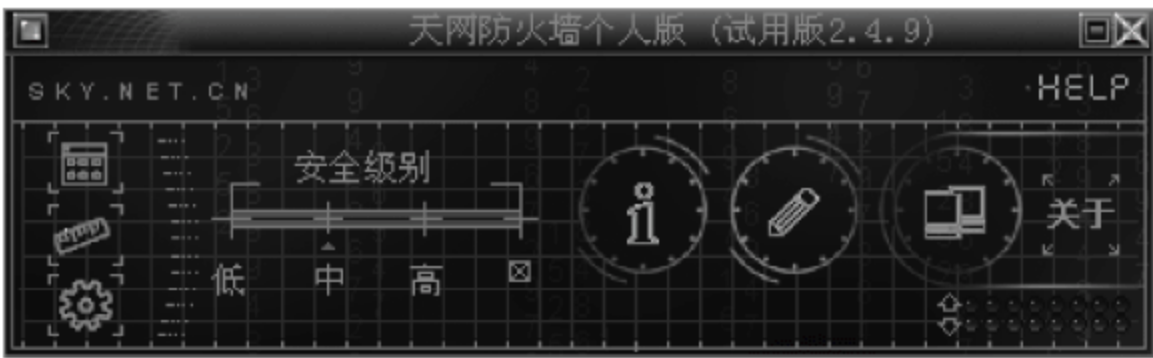 天网防火墙个人版 (试用版2.4.9)
SKY.NET.CN
·HELP
安全级别
关于
低 中 高